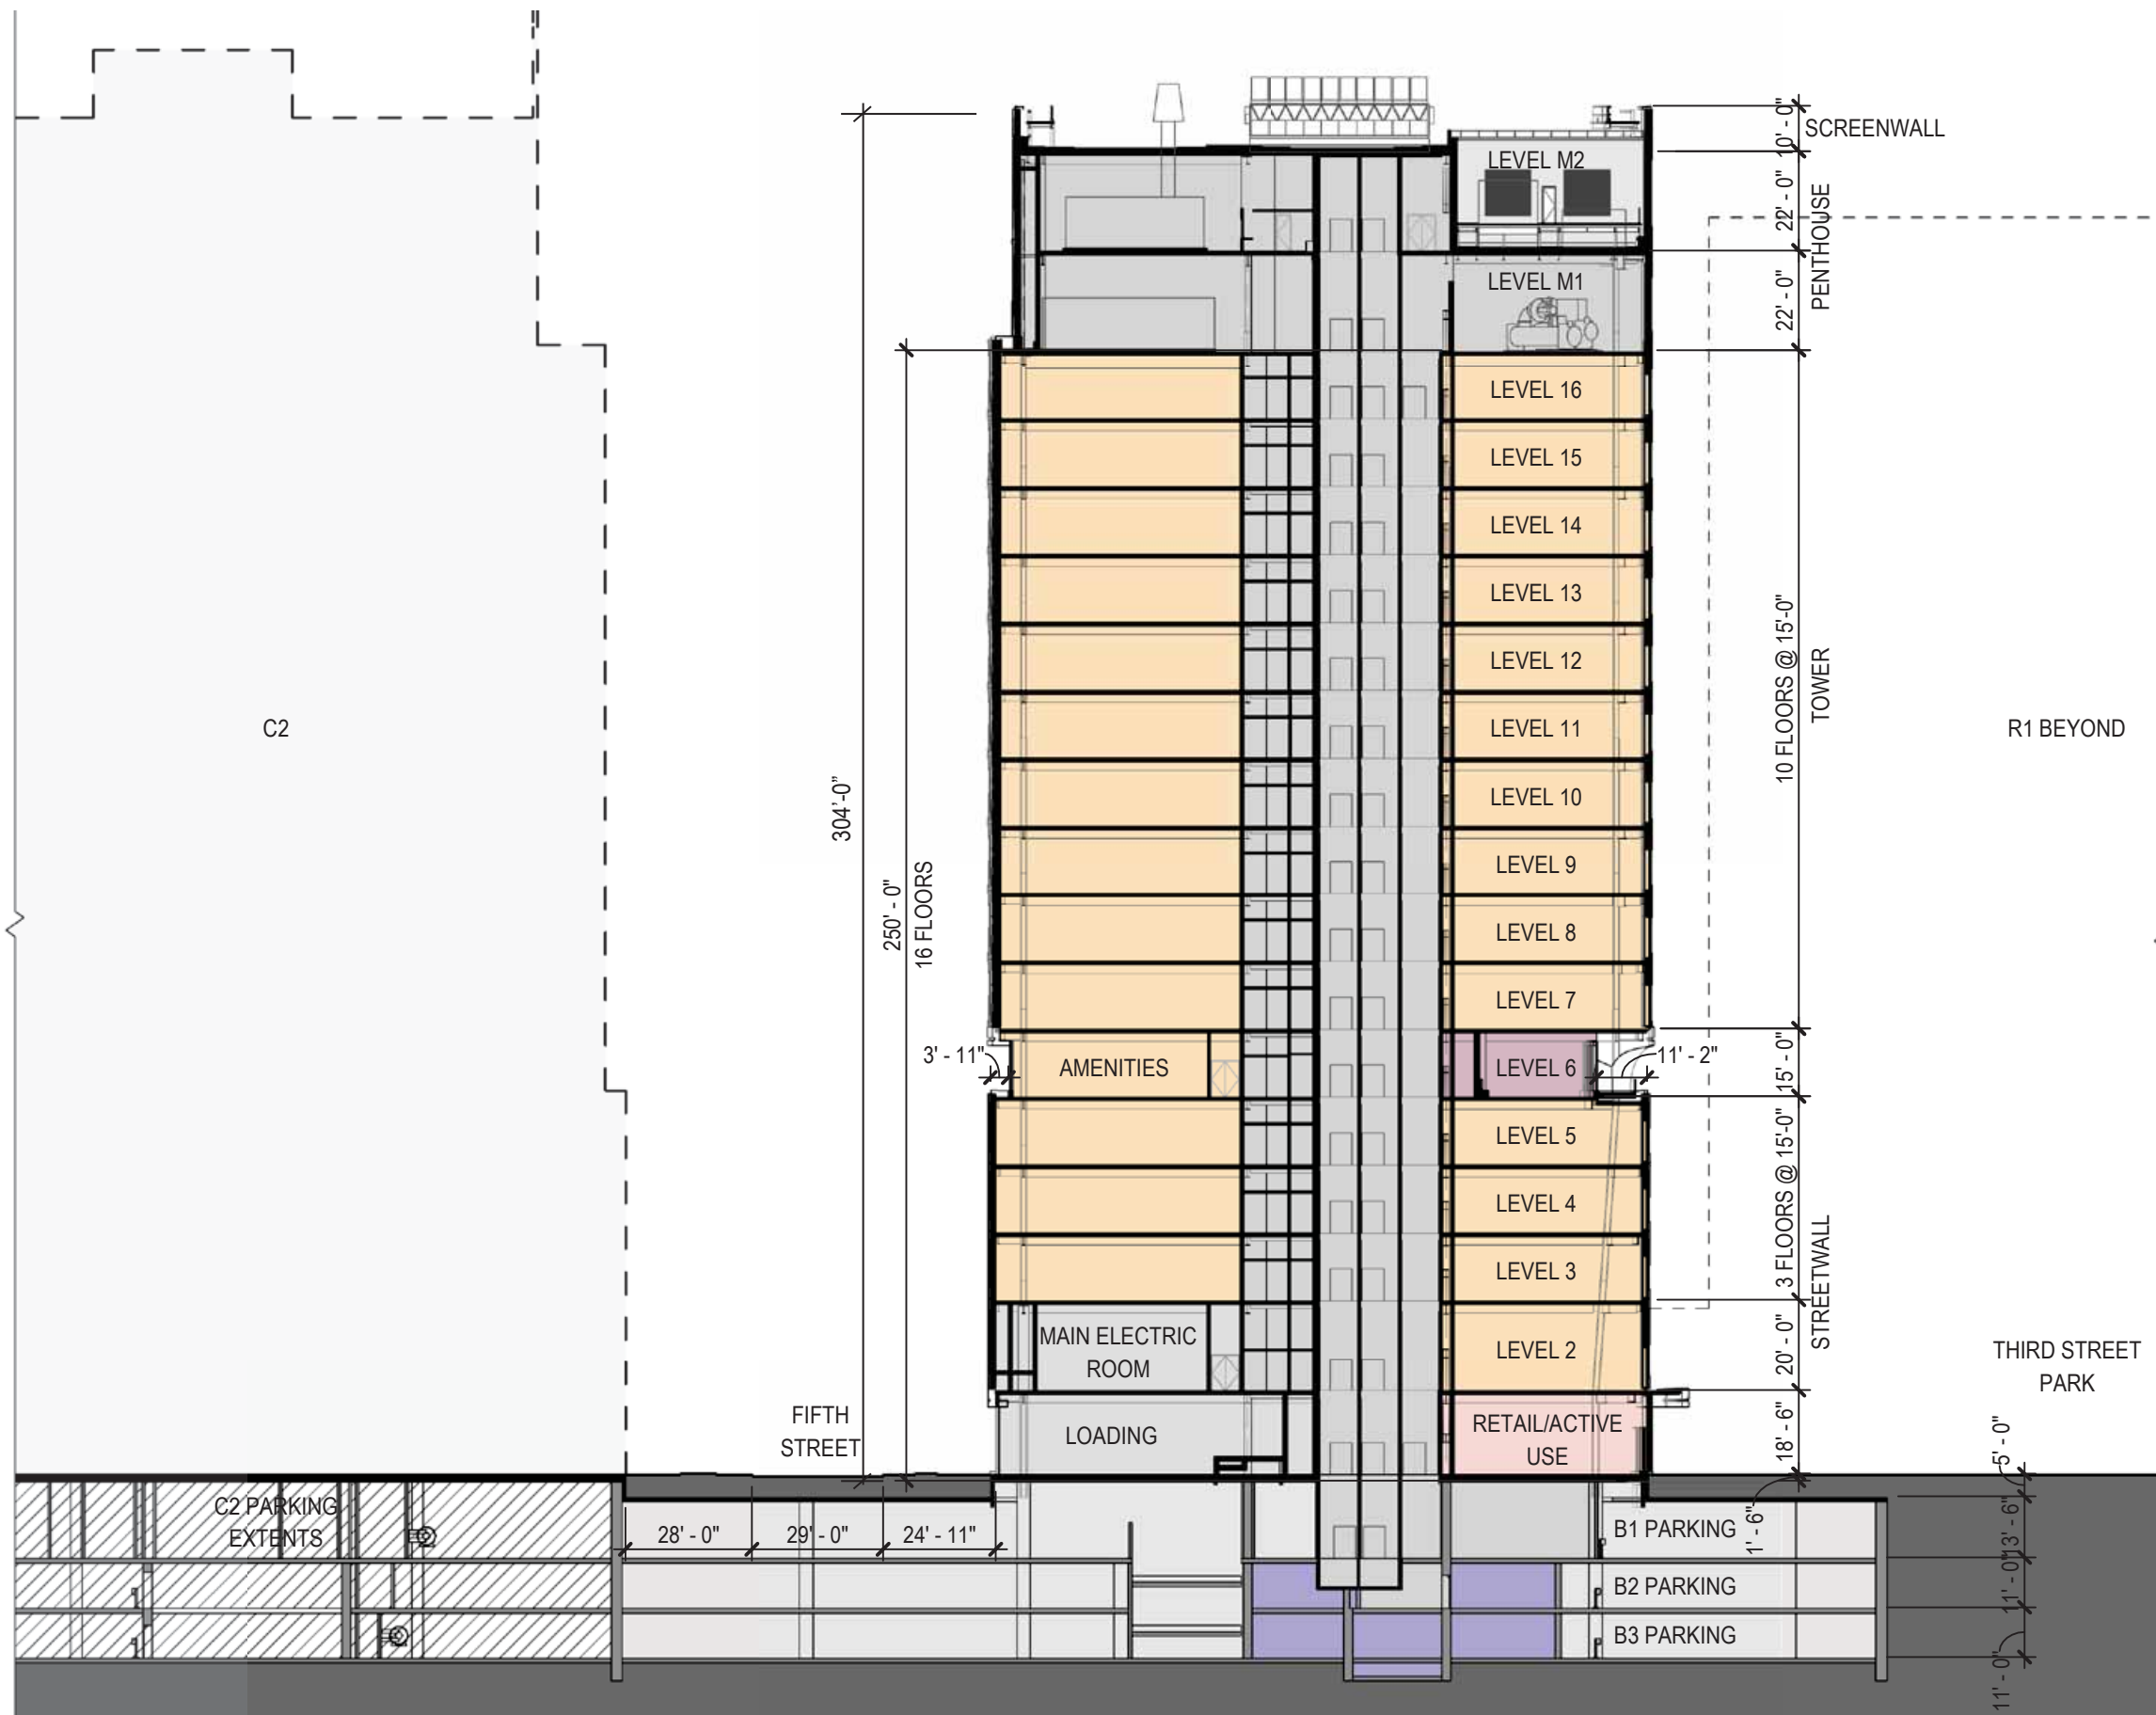 SCREENWALL
10' - 0"
LEVEL M2
22' - 0"
PENTHOUSE
LEVEL M1
22' - 0"
LEVEL 16
LEVEL 15
LEVEL 14
LEVEL 13
LEVEL 12
10 FLOORS @ 15'-0"
TOWER
C2
LEVEL 11
R1 BEYOND
304'-0"
LEVEL 10
LEVEL 9
250' - 0"
16 FLOORS
LEVEL 8
LEVEL 7
3' - 11"
AMENITIES
LEVEL 6
11' - 2"
15' - 0"
LEVEL 5
3 FLOORS @ 15'-0"
LEVEL 4
LEVEL 3
STREETWALL
MAIN ELECTRIC
ROOM
LEVEL 2
20' - 0"
THIRD STREET
PARK
FIFTH
STREET
LOADING
RETAIL/ACTIVE
USE
18' - 6"
5' - 0"
C2 PARKING
EXTENTS
28' - 0"
29' - 0"
24' - 11"
B1 PARKING
1' - 6"
13' - 6"
B2 PARKING
11' - 0"
B3 PARKING
11' - 0"